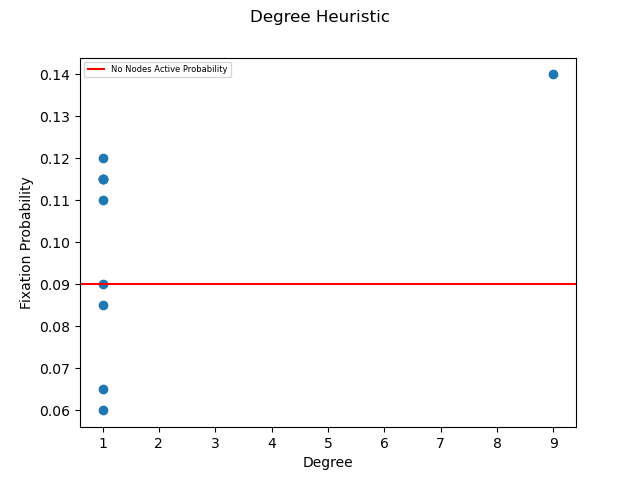 Degree Heuristic
No Nodes Active Probability
0.14
0.13
0.12
0.11
0.10
0.09
0.08
0.07
0.06
Fixation Probability
1 2 3 4 5 6 7 8 9
Degree